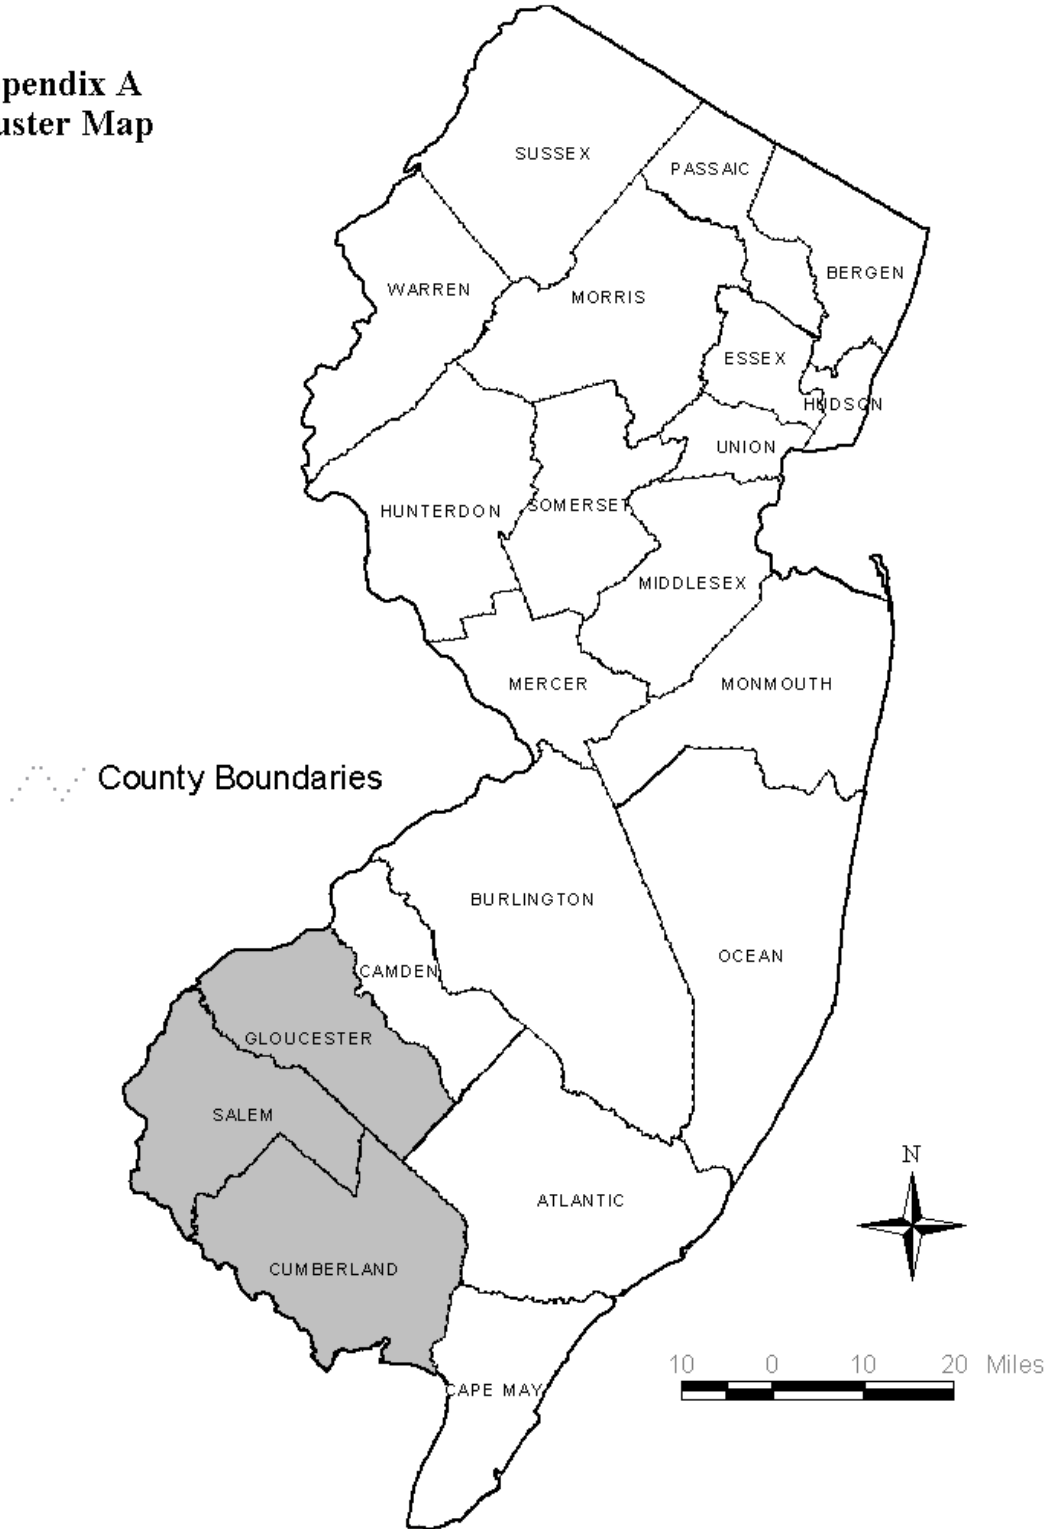 pendix A
uster Map
SUSSEX
PASSAIC
BERGEN
WARREN
MORRIS
ESSEX
HUDSON
UNION
HUNTERDON
SOMERSET
MIDDLESEX
MERCER
MONMOUTH
County Boundaries
BURLINGTON
OCEAN
CAMDEN
GLOUCESTER
SALEM
N
ATLANTIC
CUMBERLAND
10 0 10 20 Miles
CAPE MAY